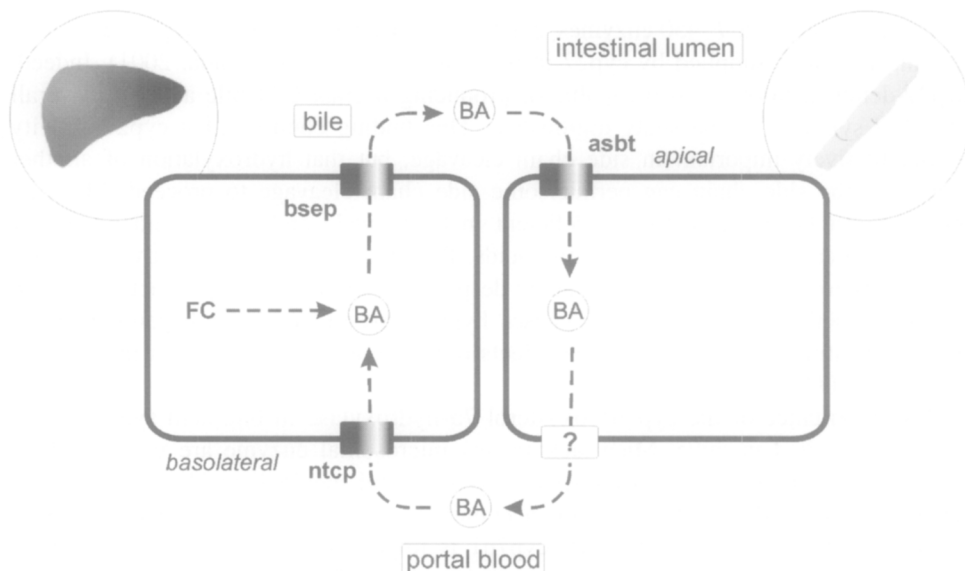 intestinal lumen
bile
BA
asbt
apical
bsep
FC
BA
BA
?
basolateral
ntcp
BA
portal blood